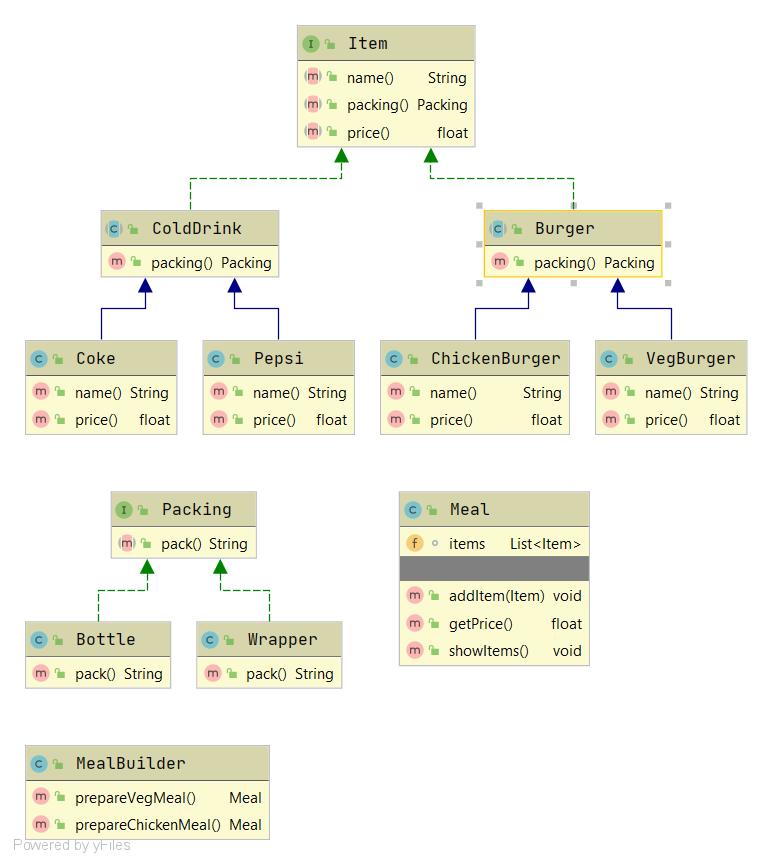 I Item
m name() String
m packing() Packing
m price() float
C ColdDrink
m packing() Packing
C Burger
m packing() Packing
C Coke
m name() String
m price() float
C Pepsi
m name() String
m price() float
C ChickenBurger
m name() String
m price() float
C VegBurger
m name() String
m price() float
I Packing
m pack() String
C Meal
f items List<Item>
m addItem(Item) void
m getPrice() float
m showItems() void
C Bottle
m pack() String
C Wrapper
m pack() String
C MealBuilder
m prepareVegMeal() Meal
m prepareChickenMeal() Meal
Powered by yFiles